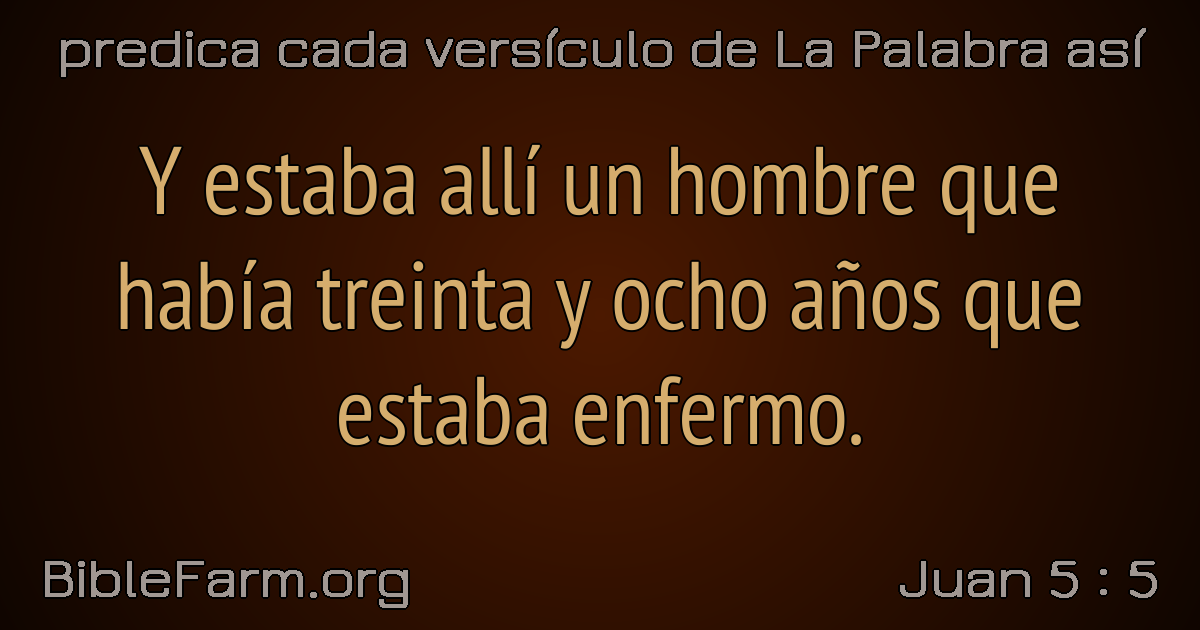 predica cada versículo de La Palabra así
Y estaba allí un hombre que
había treinta y ocho años que
estaba enfermo.
BibleFarm.org
Juan 5 : 5